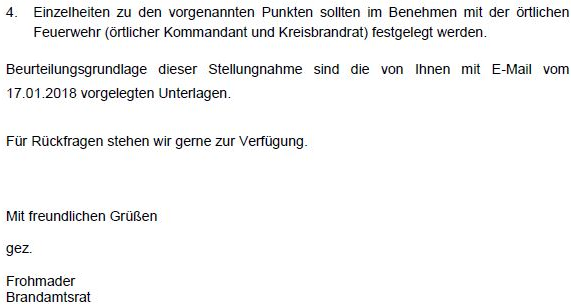 4. Einzelheiten zu den vorgenannten Punkten sollten im Benehmen mit der örtlichen
Feuerwehr (örtlicher Kommandant und Kreisbrandrat) festgelegt werden.
Beurteilungsgrundlage dieser Stellungnahme sind die von Ihnen mit E-Mail vom
17.01.2018 vorgelegten Unterlagen.
Für Rückfragen stehen wir gerne zur Verfügung.
Mit freundlichen Grüßen
gez.
Frohmader
Brandamtsrat